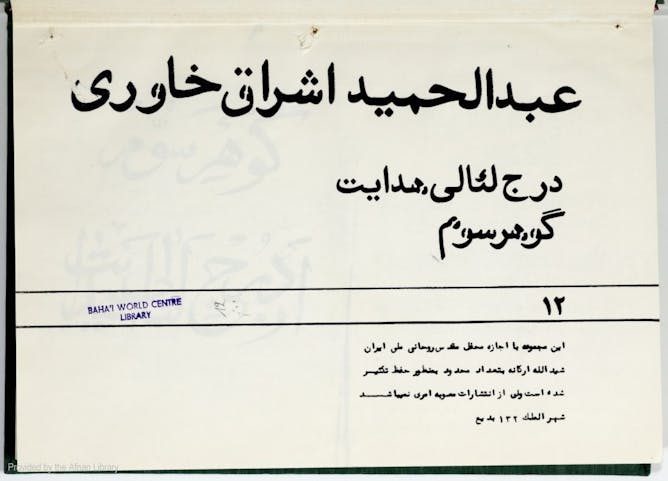 عبدالحمید اشراق خاوری
درج لئالی هدایت
گوهر سوم
۱۲
BAHA'I WORLD CENTRE
LIBRARY
این مجموعه با اجازه محفل مقدس روحانی ملی ایران
شیدالله ارکانه بتعداد محدود بمنظور حفظ تکثیر
شده است ولی از انتشارات مصوبه امری نمیباشد
شهر الملک ۱۳۲ بدیع
Provided by the Afnan Library